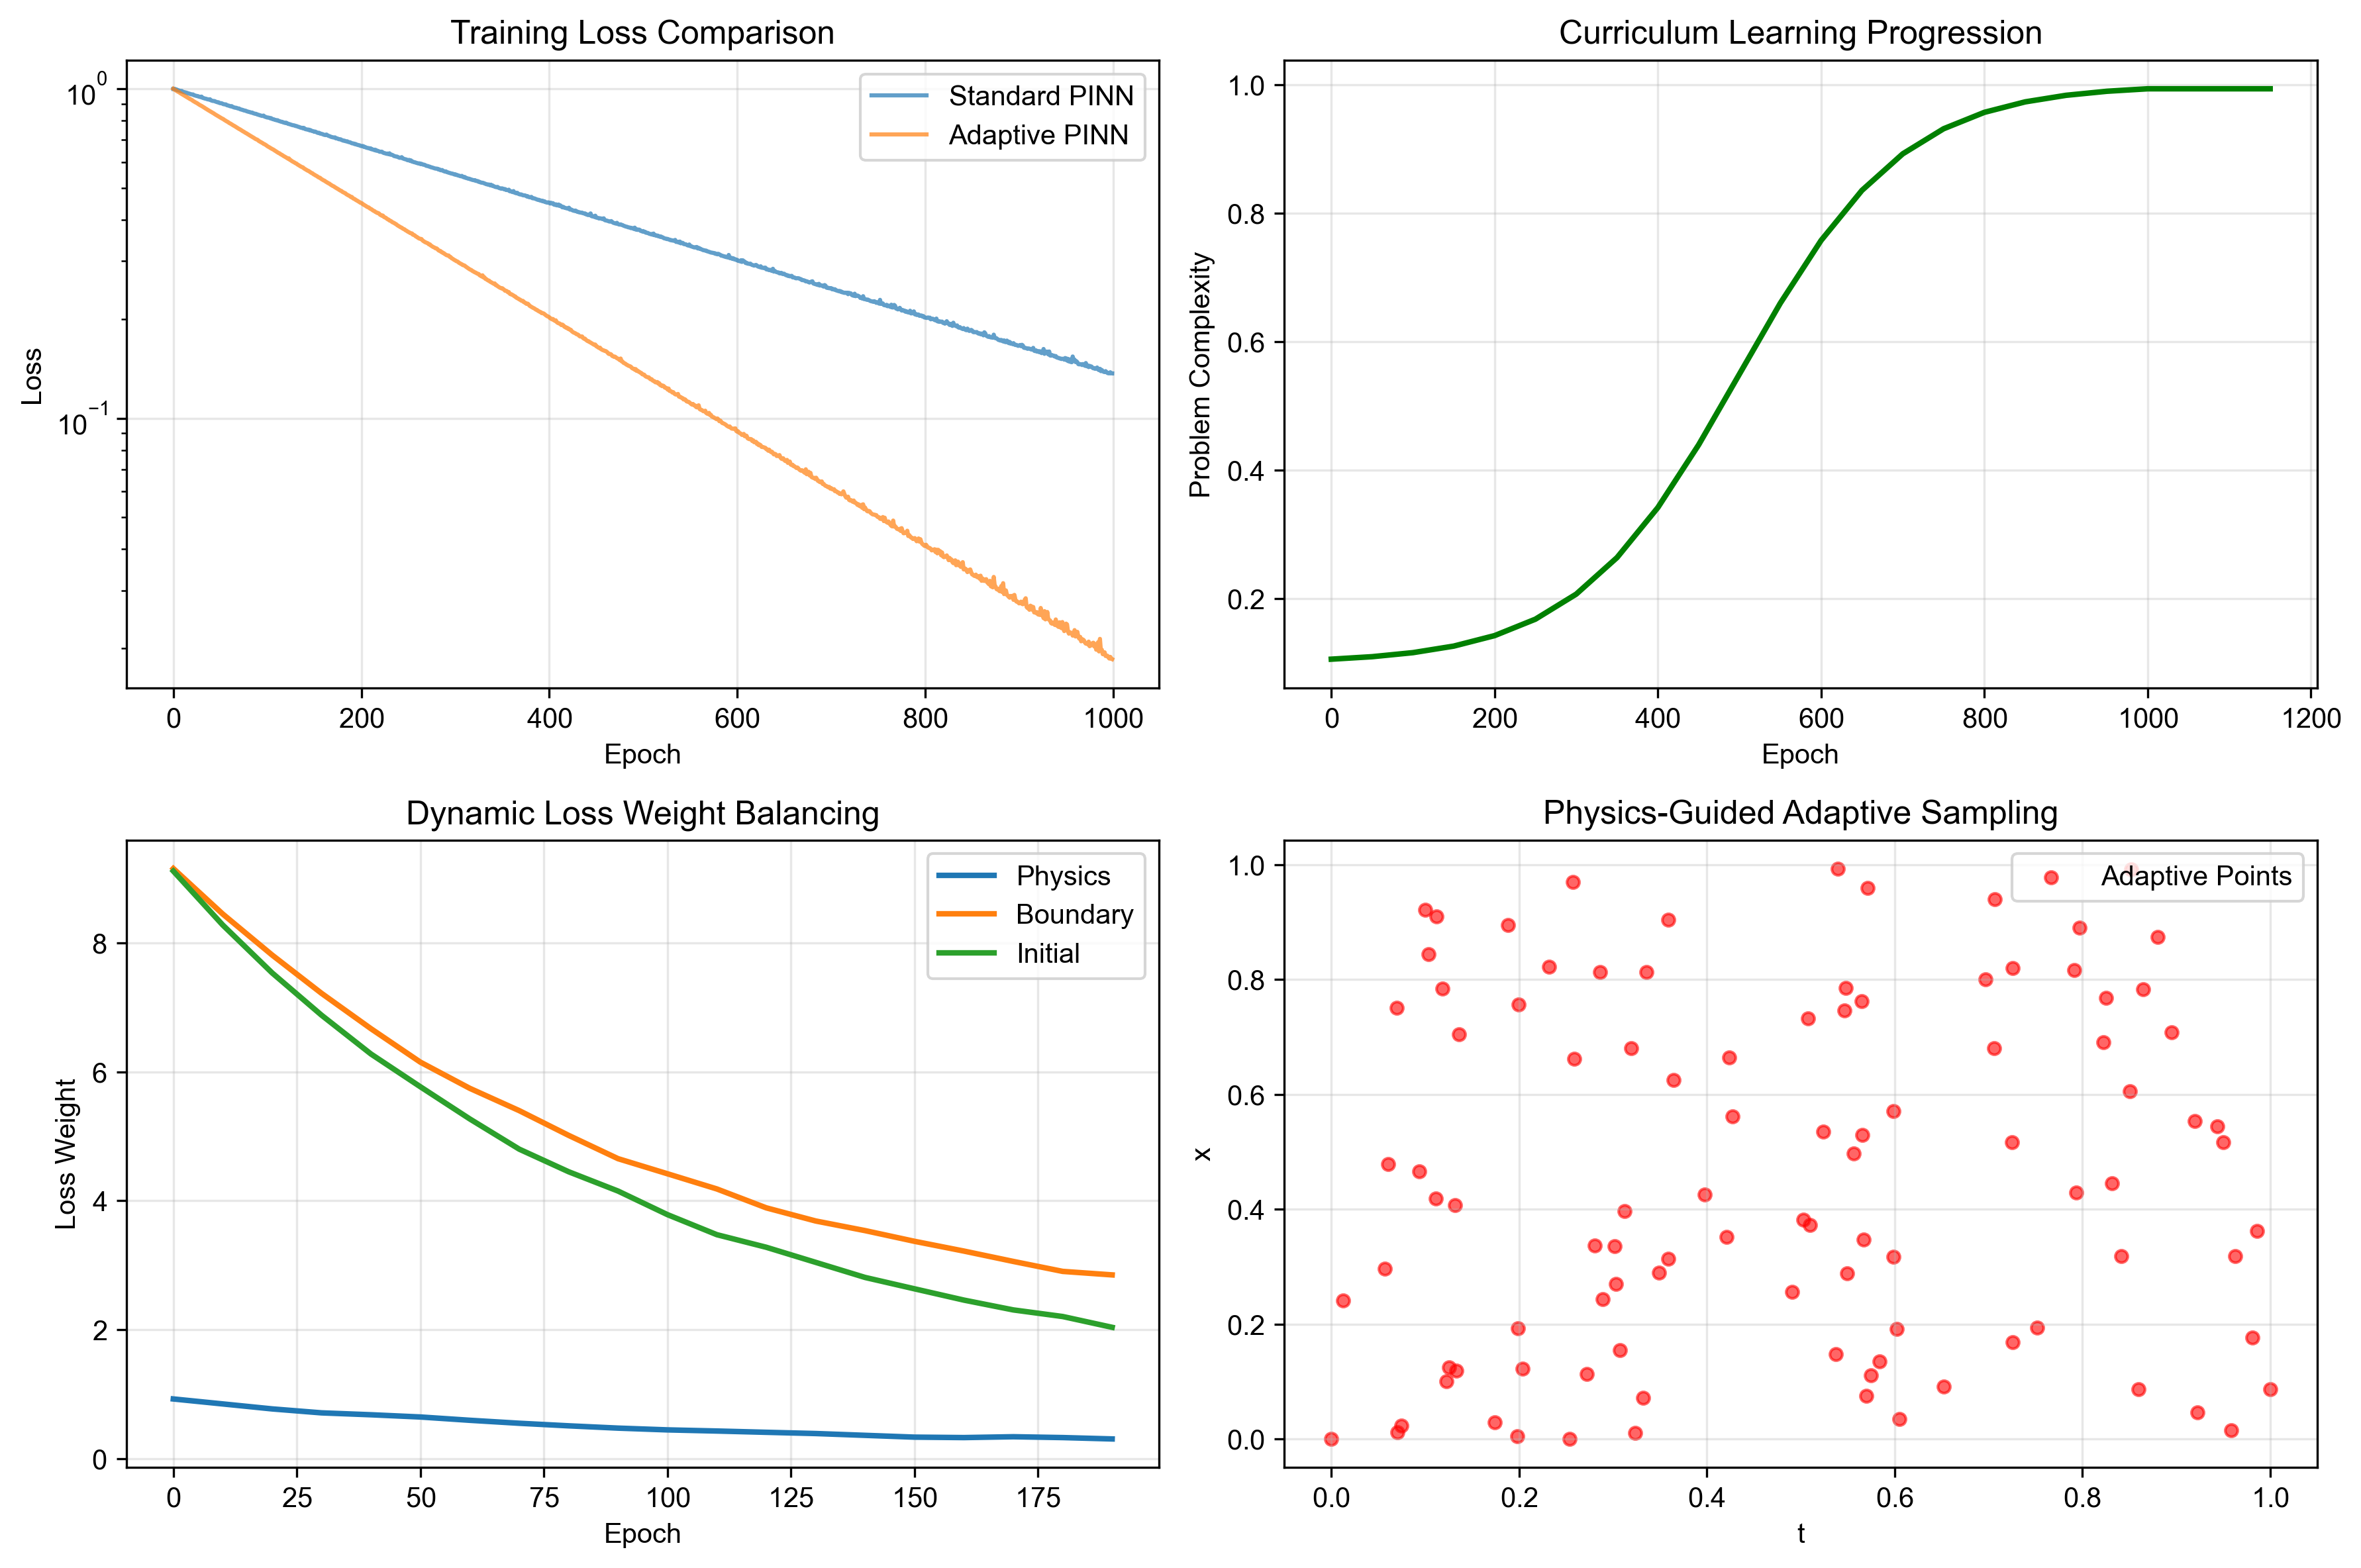 Training Loss Comparison
10^0
10^−1
Loss
0 200 400 600 800 1000
Epoch
Standard PINN
Adaptive PINN
Curriculum Learning Progression
1.0
0.8
0.6
0.4
0.2
Problem Complexity
0 200 400 600 800 1000 1200
Epoch
Dynamic Loss Weight Balancing
8
6
4
2
0
Loss Weight
0 25 50 75 100 125 150 175
Epoch
Physics
Boundary
Initial
Physics-Guided Adaptive Sampling
1.0
0.8
0.6
0.4
0.2
0.0
x
0.0 0.2 0.4 0.6 0.8 1.0
t
Adaptive Points